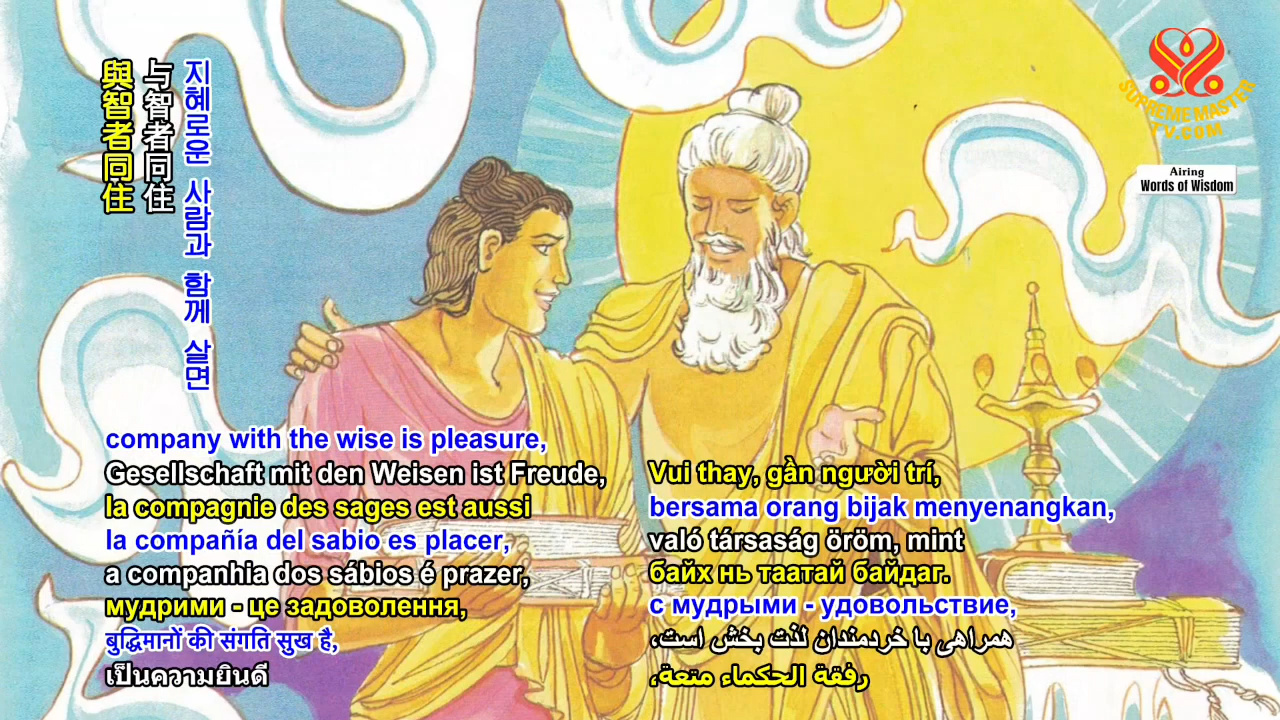 與智者同住
与智者同住
지혜로운 사람과 함께 살면
SUPREME MASTER
TV.COM
Airing
Words of Wisdom
company with the wise is pleasure,
Gesellschaft mit den Weisen ist Freude,
la compagnie des sages est aussi
la compañía del sabio es placer,
a companhia dos sábios é prazer,
мудрими - це задоволення,
बुद्धिमानों की संगति सुख है,
เป็นความยินดี
Vui thay, gần người trí,
bersama orang bijak menyenangkan,
való társaság öröm, mint
байх нь таатай байдаг.
с мудрыми - удовольствие,
همراهی با خردمندان لذت بخش است،
رفقة الحكماء متعة،